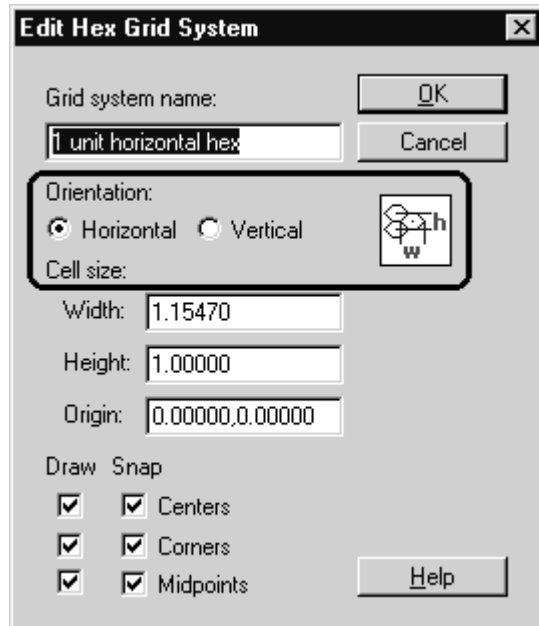 Edit Hex Grid System
Grid system name:
OK
1 unit horizontal hex
Cancel
Orientation:
Horizontal Vertical
h
w
Cell size:
Width: 1.15470
Height: 1.00000
Origin: 0.00000,0.00000
Draw Snap
Centers
Corners
Midpoints
Help